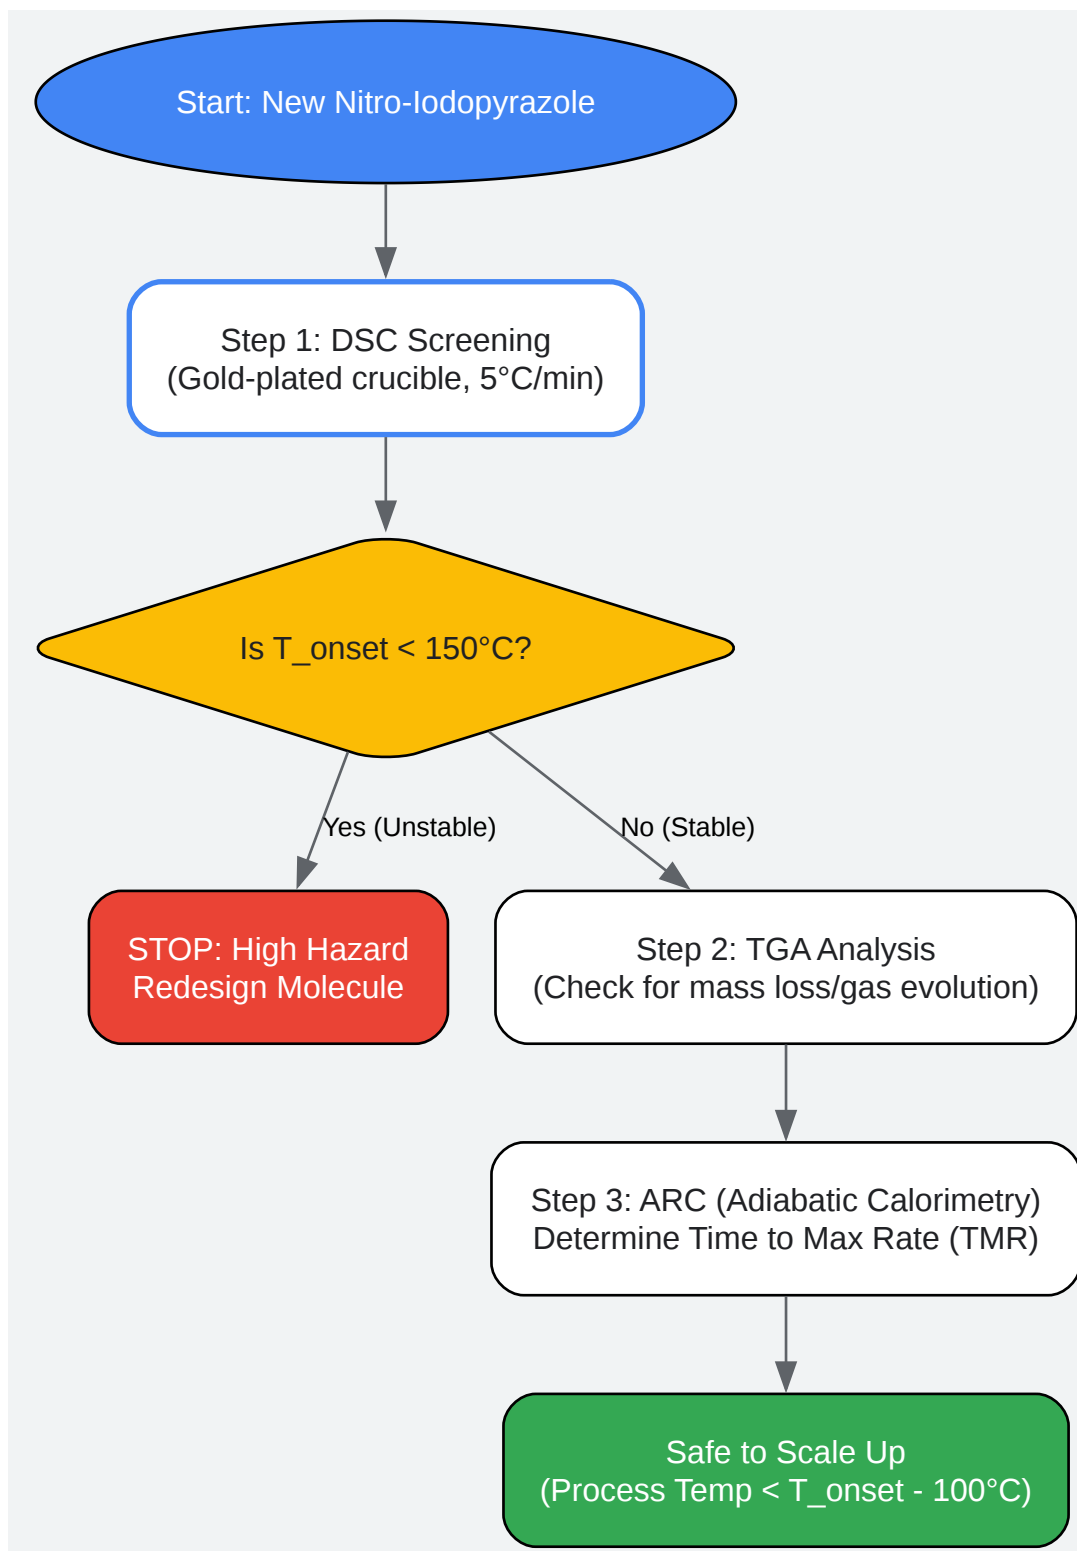 Start: New Nitro-Iodopyrazole
Step 1: DSC Screening
(Gold-plated crucible, 5°C/min)
Is T_onset < 150°C?
Yes (Unstable)
No (Stable)
STOP: High Hazard
Redesign Molecule
Step 2: TGA Analysis
(Check for mass loss/gas evolution)
Step 3: ARC (Adiabatic Calorimetry)
Determine Time to Max Rate (TMR)
Safe to Scale Up
(Process Temp < T_onset - 100°C)